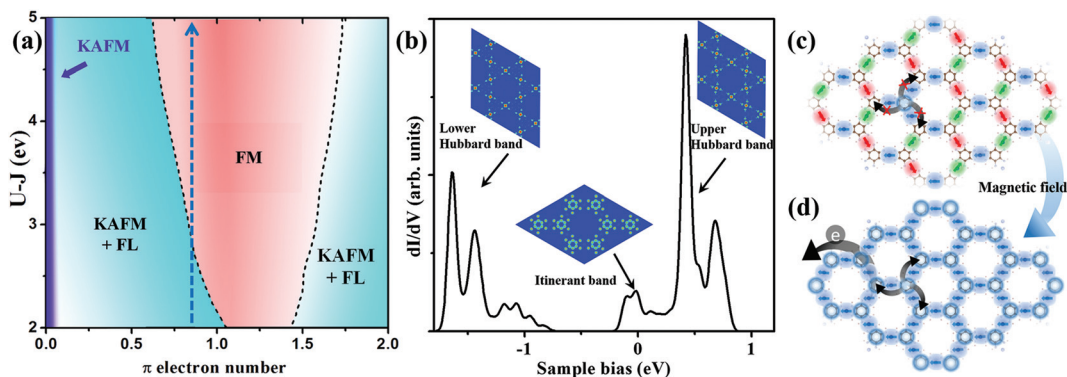 (a)
KAFM
FM
KAFM
+ FL
KAFM
+ FL
U-J (ev)
5
4
3
2
0.0
0.5
1.0
1.5
2.0
π electron number
(b)
Lower
Hubbard band
Upper
Hubbard band
Itinerant band
dI/dV (arb. units)
-1
0
1
Sample bias (eV)
(c)
Magnetic field
(d)
e